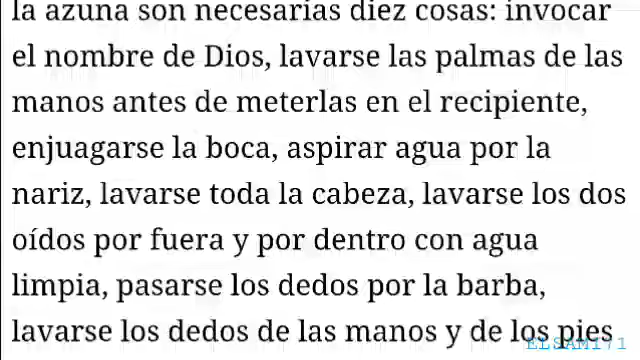 la azuna son necesarias diez cosas: invocar
el nombre de Dios, lavarse las palmas de las
manos antes de meterlas en el recipiente,
enjuagarse la boca, aspirar agua por la
nariz, lavarse toda la cabeza, lavarse los dos
oídos por fuera y por dentro con agua
limpia, pasarse los dedos por la barba,
lavarse los dedos de las manos y de los pies
ELSAMI71